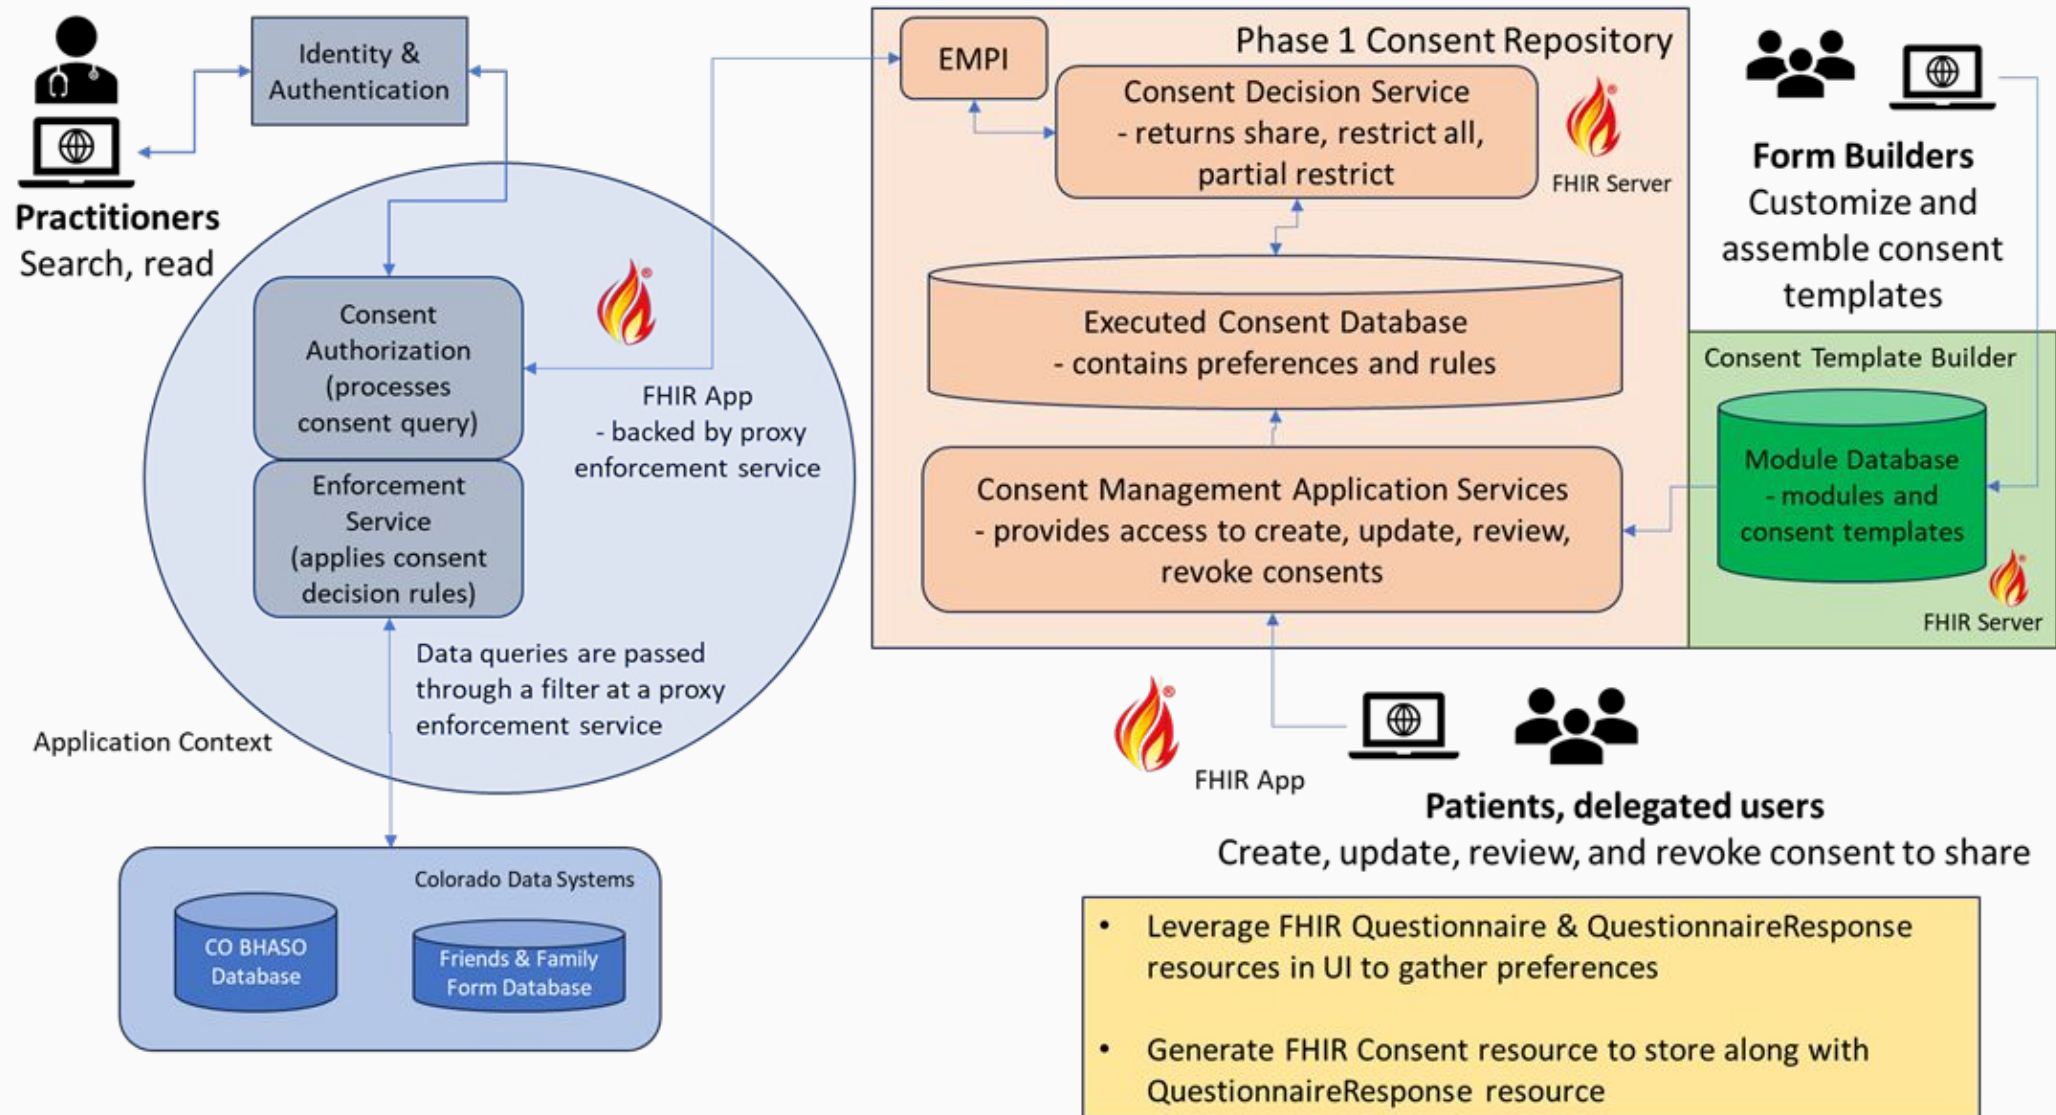 Identity &
Authentication
Practitioners
Search, read
Consent
Authorization
(processes
consent query)
Enforcement
Service
(applies consent
decision rules)
®
FHIR App
- backed by proxy
enforcement service
Data queries are passed
through a filter at a proxy
enforcement service
Application Context
Colorado Data Systems
CO BHASO
Database
Friends & Family
Form Database
Phase 1 Consent Repository
EMPI
Consent Decision Service
- returns share, restrict all,
partial restrict
®
FHIR Server
Executed Consent Database
- contains preferences and rules
Consent Management Application Services
- provides access to create, update, review,
revoke consents
Form Builders
Customize and
assemble consent
templates
Consent Template Builder
Module Database
- modules and
consent templates
®
FHIR Server
®
FHIR App
Patients, delegated users
Create, update, review, and revoke consent to share
• Leverage FHIR Questionnaire & QuestionnaireResponse
resources in UI to gather preferences
• Generate FHIR Consent resource to store along with
QuestionnaireResponse resource